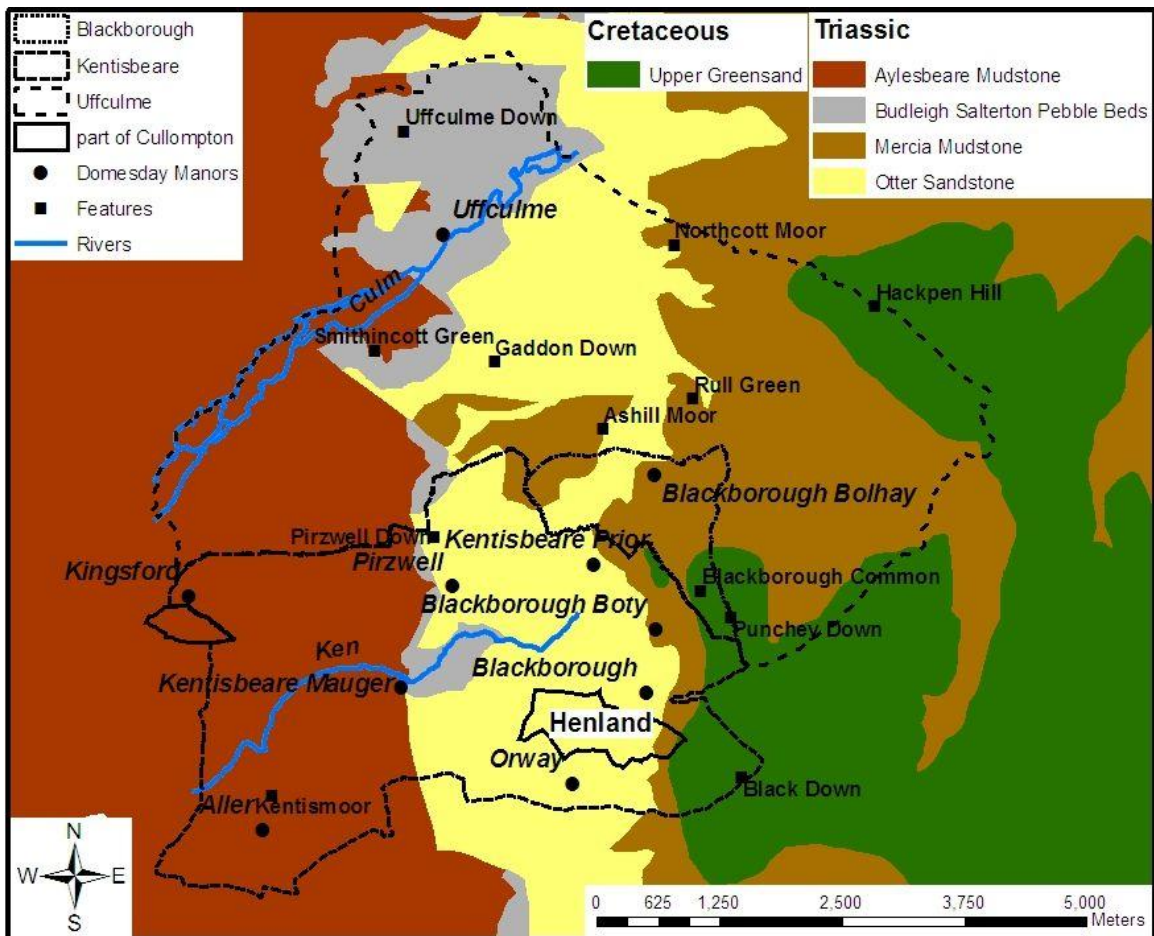 Blackborough
Kentisbeare
Uffculme
part of Cullompton
Domesday Manors
Features
Rivers
Cretaceous
Upper Greensand
Triassic
Aylesbeare Mudstone
Budleigh Salterton Pebble Beds
Mercia Mudstone
Otter Sandstone
Uffculme Down
Uffculme
Northcott Moor
Culm
Hackpen Hill
Smithincott Green
Gaddon Down
Rull Green
Ashill Moor
Blackborough Bolhay
Pirzwell Down
Kentisbeare Prior
Pirzwell
Kingsford
Blackborough Common
Blackborough Boty
Punchey Down
Ken
Blackborough
Kentisbeare Mauger
Henland
Orway
Black Down
Aller
Kentismoor
N
W
E
S
0 625 1,250 2,500 3,750 5,000
Meters